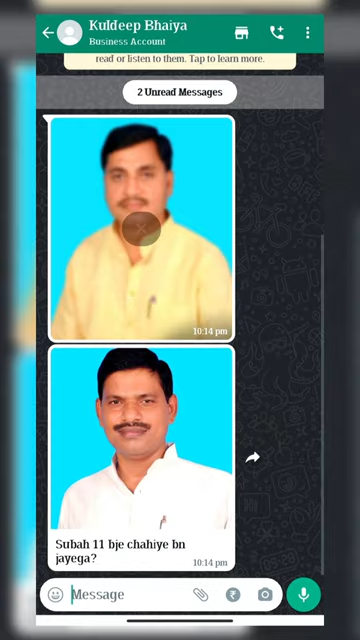 Kuldeep Bhaiya
Business Account
read or listen to them. Tap to learn more.
2 Unread Messages
10:14 pm
Subah 11 bje chahiye bn
jayega?
10:14 pm
Message